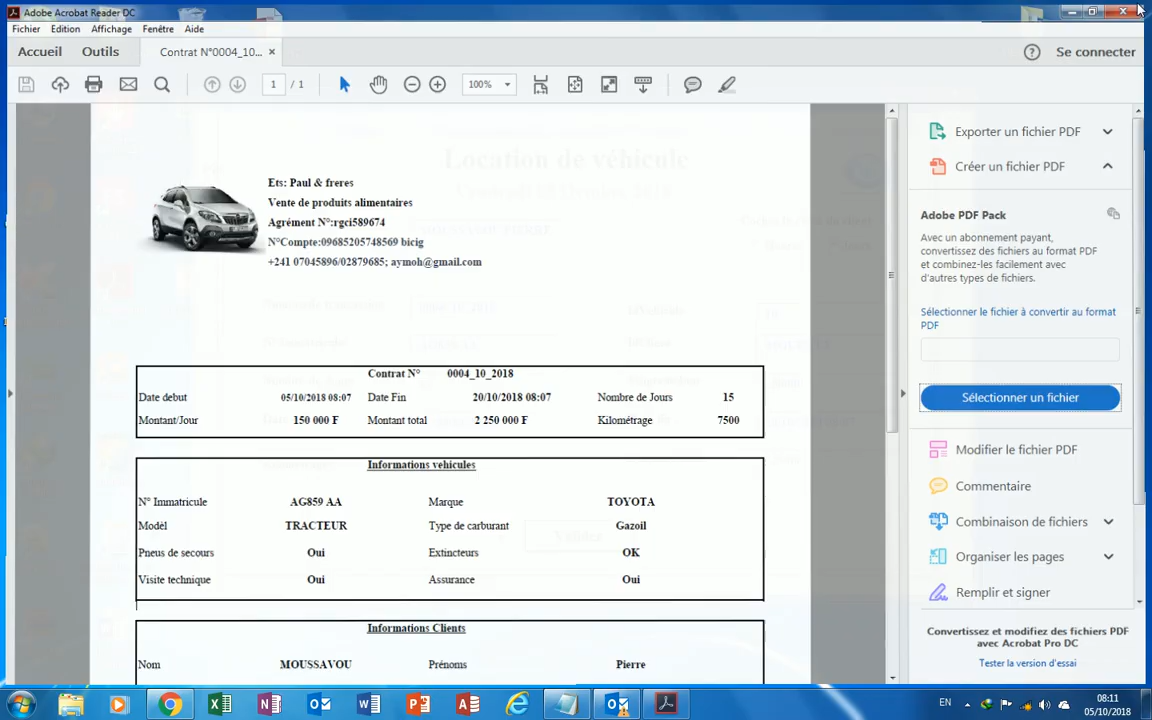 Adobe Acrobat Reader DC
Fichier Edition Affichage Fenêtre Aide
Accueil Outils Contrat N°0004_10... × Se connecter
1 / 1 100%
Location de véhicule
Ets: Paul & freres
Vente de produits alimentaires
Agrément N°:rgci589674
N°Compte:09685205748569 bicig
+241 07045896/02879685; aymoh@gmail.com
Contrat N° 0004_10_2018
Date debut 05/10/2018 08:07 Date Fin 20/10/2018 08:07 Nombre de Jours 15
Montant/Jour 150 000 F Montant total 2 250 000 F Kilométrage 7500
Informations vehicules
N° Immatricule AG859 AA Marque TOYOTA
Modèl TRACTEUR Type de carburant Gazoil
Pneus de secours Oui Extincteurs OK
Visite technique Oui Assurance Oui
Informations Clients
Nom MOUSSAVOU Prénoms Pierre
Valider
Exporter un fichier PDF
Créer un fichier PDF
Adobe PDF Pack
Avec un abonnement payant,
convertissez des fichiers au format PDF
et combinez-les facilement avec
d'autres types de fichiers.
Sélectionner le fichier à convertir au format
PDF
Sélectionner un fichier
Modifier le fichier PDF
Commentaire
Combinaison de fichiers
Organiser les pages
Remplir et signer
Convertissez et modifiez des fichiers PDF
avec Acrobat Pro DC
Tester la version d'essai
EN 08:11
05/10/2018